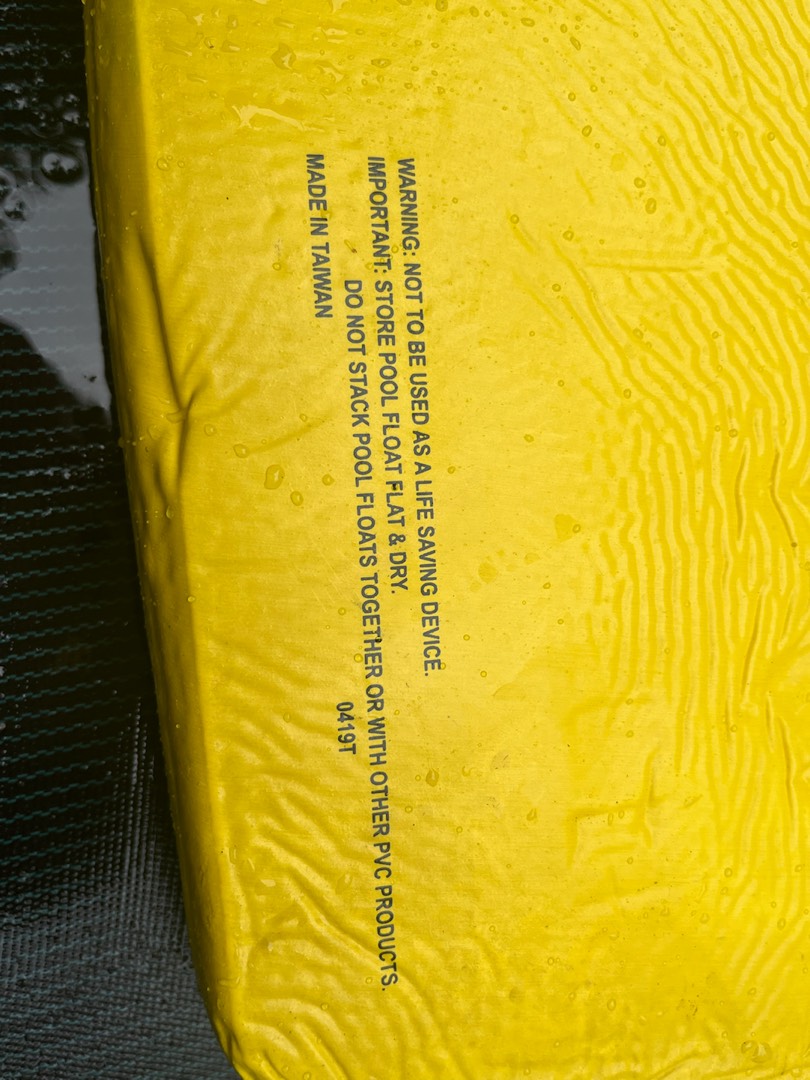 WARNING: NOT TO BE USED AS A LIFE SAVING DEVICE.
IMPORTANT: STORE POOL FLOAT FLAT & DRY.
DO NOT STACK POOL FLOATS TOGETHER OR WITH OTHER PVC PRODUCTS.
MADE IN TAIWAN 0419T